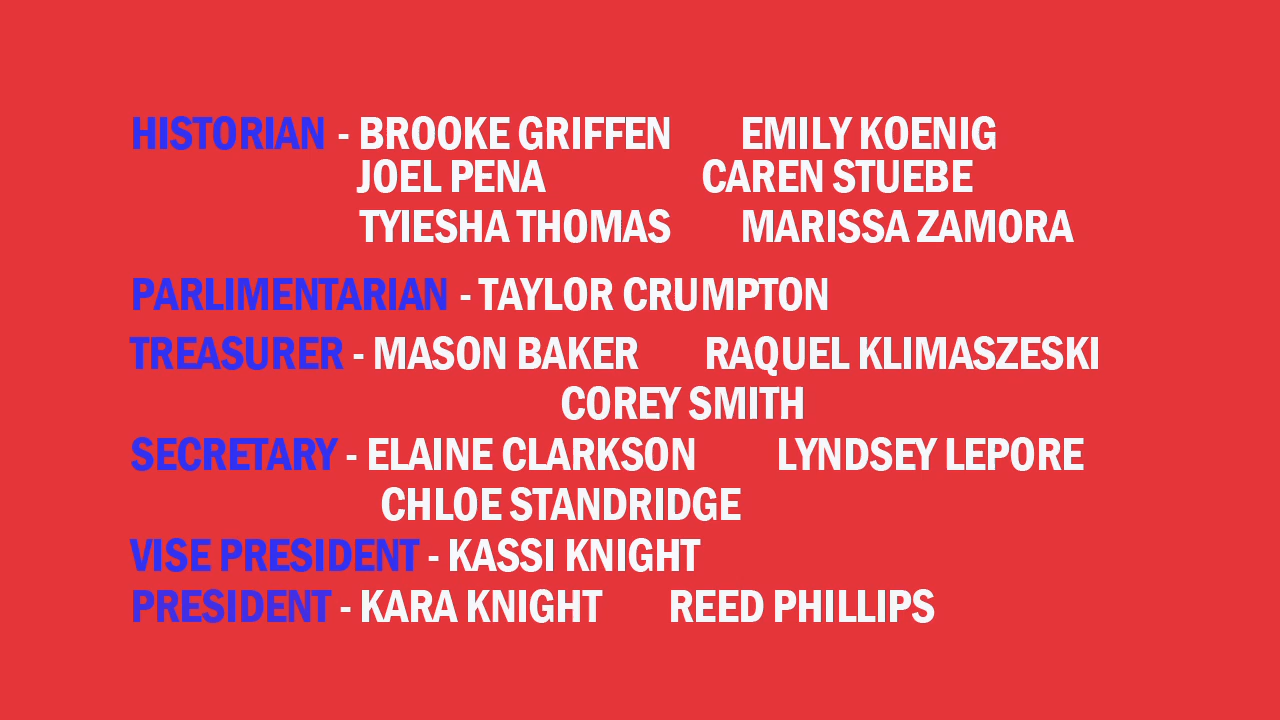 HISTORIAN - BROOKE GRIFFEN EMILY KOENIG
JOEL PENA CAREN STUEBE
TYIESHA THOMAS MARISSA ZAMORA
PARLIMENTARIAN - TAYLOR CRUMPTON
TREASURER - MASON BAKER RAQUEL KLIMASZESKI
COREY SMITH
SECRETARY - ELAINE CLARKSON LYNDSEY LEPORE
CHLOE STANDRIDGE
VISE PRESIDENT - KASSI KNIGHT
PRESIDENT - KARA KNIGHT REED PHILLIPS